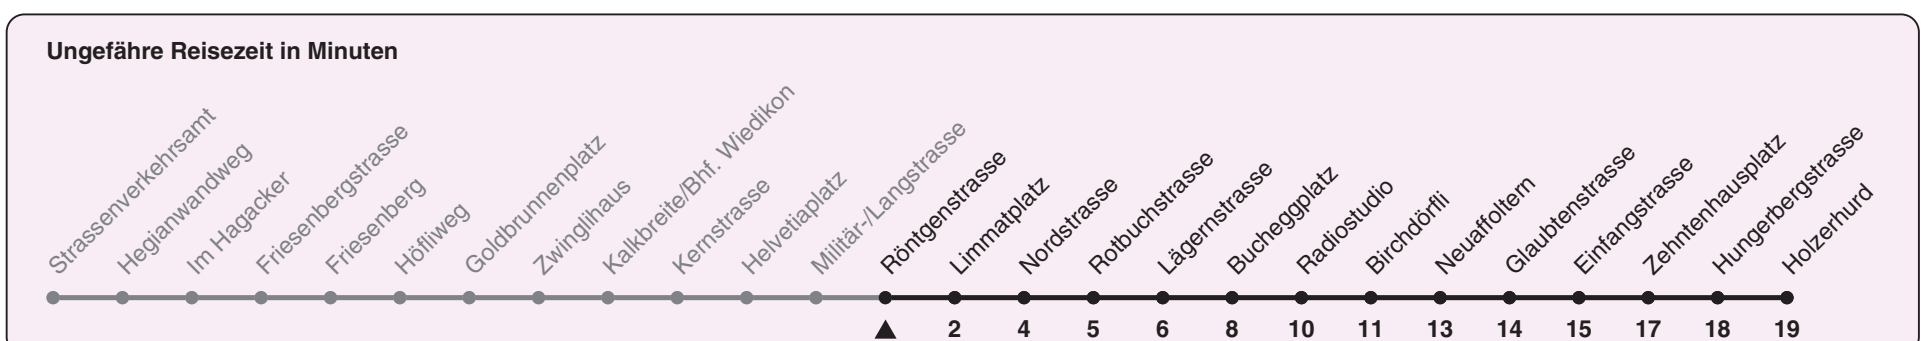 Ungefähre Reisezeit in Minuten
Strassenverkehrsamt
Hegianwandweg
Im Hagacker
Friesenbergstrasse
Friesenberg
Höfliweg
Goldbrunnenplatz
Zwinglihaus
Kalkbreite/Bhf. Wiedikon
Kernstrasse
Helvetiaplatz
Militär-/Langstrasse
Röntgenstrasse
Limmatplatz
Nordstrasse
Rotbuchstrasse
Lägernstrasse
Bucheggplatz
Radiostudio
Birchdörfli
Neuaffoltern
Glaubtenstrasse
Einfangstrasse
Zehntenhausplatz
Hungerbergstrasse
Holzerhurd
2 4 5 6 8 10 11 13 14 15 17 18 19